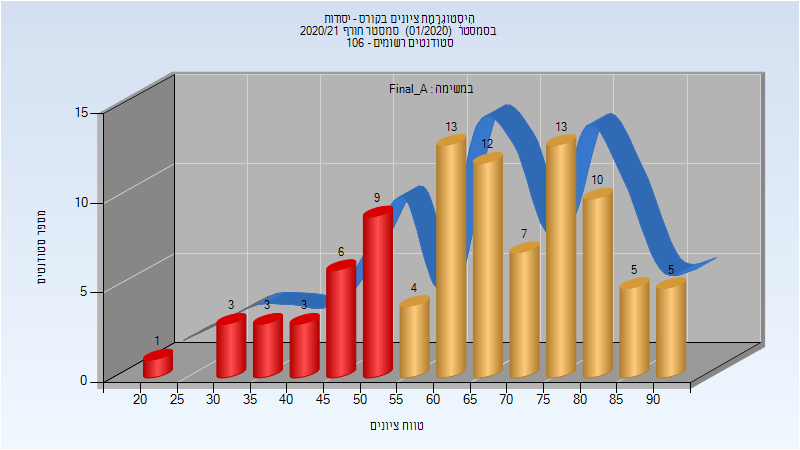 היסטוגרמת ציונים בקורס - יסודות
בסמסטר (01/2020) סמסטר חורף 2020/21
סטודנטים רשומים - 106
במשימה : Final_A
מספר סטודנטים
15
10
5
0
1
3
3
3
6
9
4
13
12
7
13
10
5
5
20 25 30 35 40 45 50 55 60 65 70 75 80 85 90
טווח ציונים